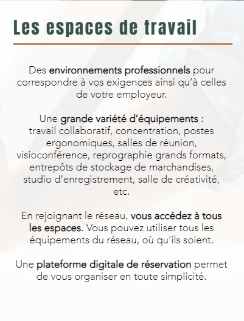 Les espaces de travail
Des environnements professionnels pour
correspondre à vos exigences ainsi qu'à celles
de votre employeur.
Une grande variété d'équipements :
travail collaboratif, concentration, postes
ergonomiques, salles de réunion,
visioconférence, reprographie grands formats,
entrepôts de stockage de marchandises,
studio d'enregistrement, salle de créativité,
etc.
En rejoignant le réseau, vous accédez à tous
les espaces. Vous pouvez utiliser tous les
équipements du réseau, où qu'ils soient.
Une plateforme digitale de réservation permet
de vous organiser en toute simplicité.